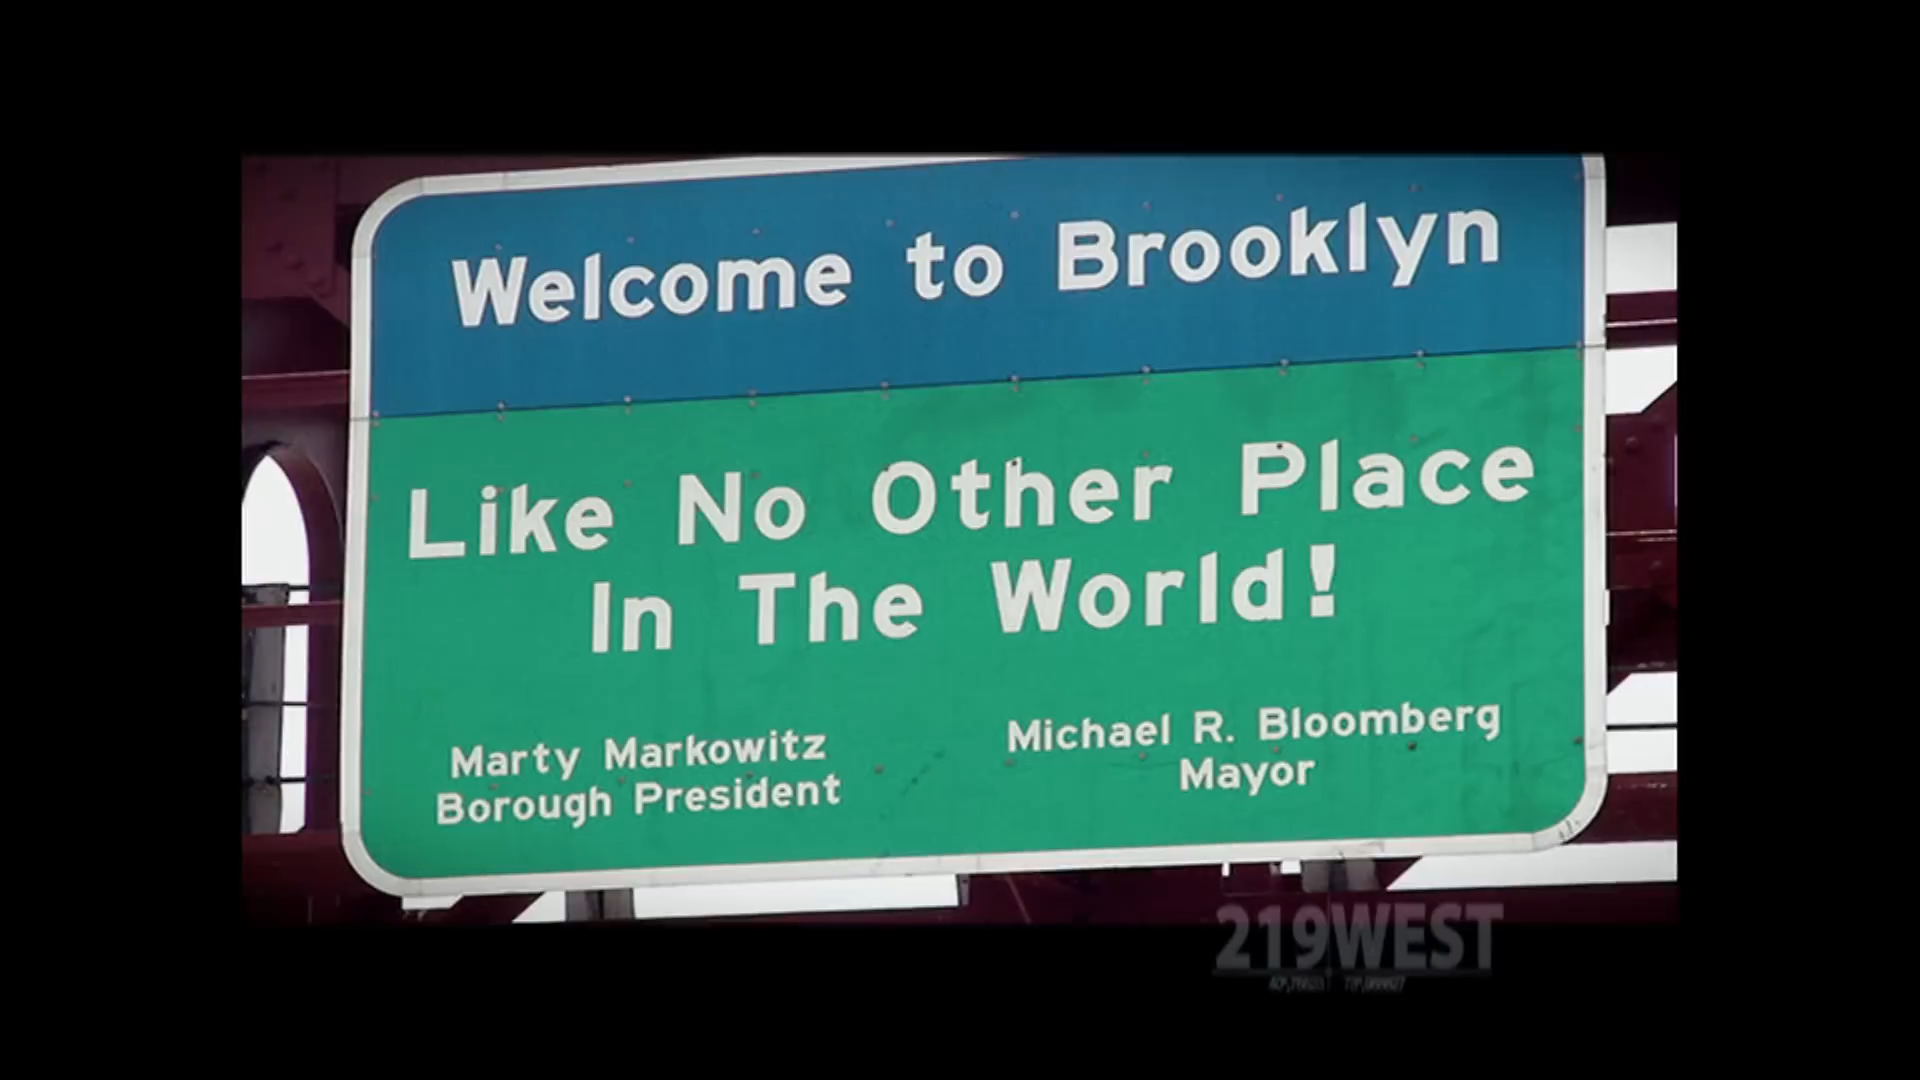 Welcome to Brooklyn
Like No Other Place
In The World!
Marty Markowitz
Borough President
Michael R. Bloomberg
Mayor
219WEST